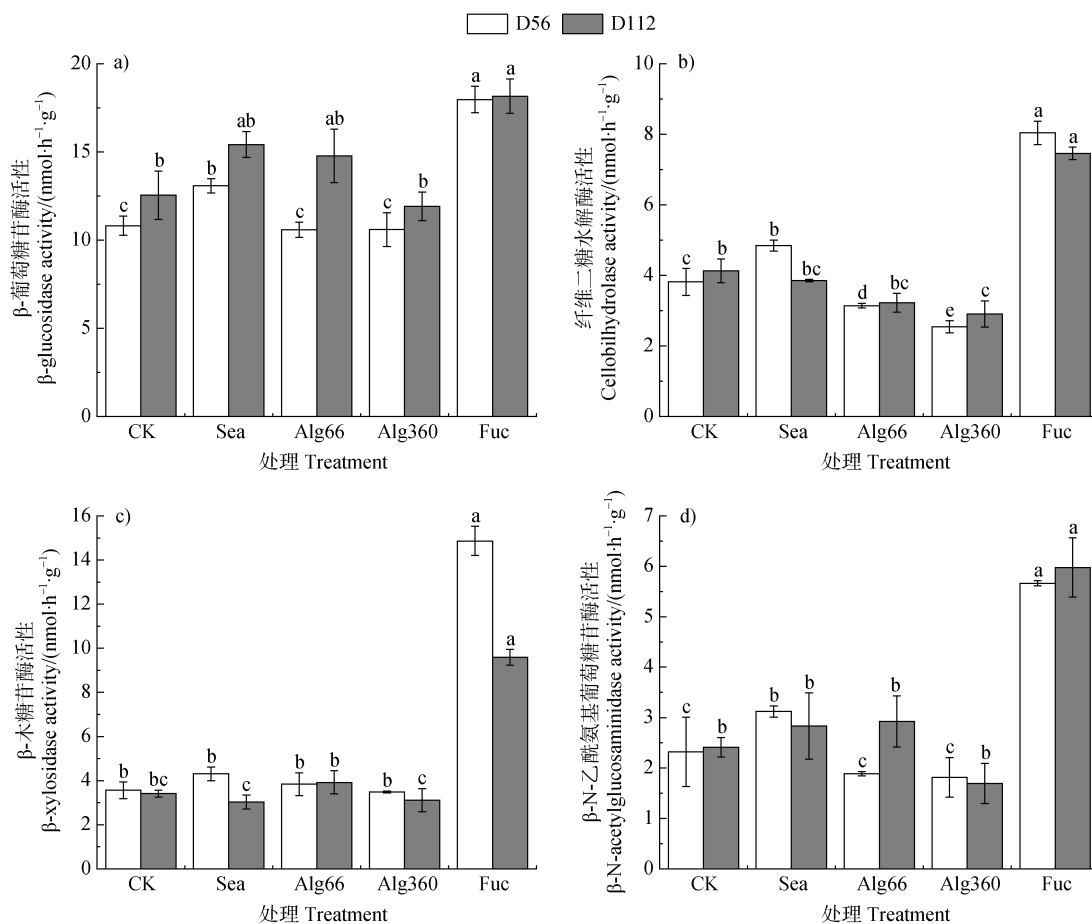 D56 D112
a)
20
15
10
5
0
β-葡萄糖苷酶活性
β-glucosidase activity/(nmol·h⁻¹·g⁻¹)
c b b ab c ab c b a a
CK Sea Alg66 Alg360 Fuc
处理 Treatment
b)
10
8
6
4
2
0
纤维二糖水解酶活性
Cellobilhydrolase activity/(nmol·h⁻¹·g⁻¹)
c b b bc d bc e c a a
CK Sea Alg66 Alg360 Fuc
处理 Treatment
c)
16
14
12
10
8
6
4
2
0
β-木糖苷酶活性
β-xylosidase activity/(nmol·h⁻¹·g⁻¹)
b bc b c b b b c a a
CK Sea Alg66 Alg360 Fuc
处理 Treatment
d)
7
6
5
4
3
2
1
0
β-N-乙酰氨基葡萄糖苷酶活性
β-N-acetylglucosaminidase activity/(nmol·h⁻¹·g⁻¹)
c b b b c b c b a a
CK Sea Alg66 Alg360 Fuc
处理 Treatment